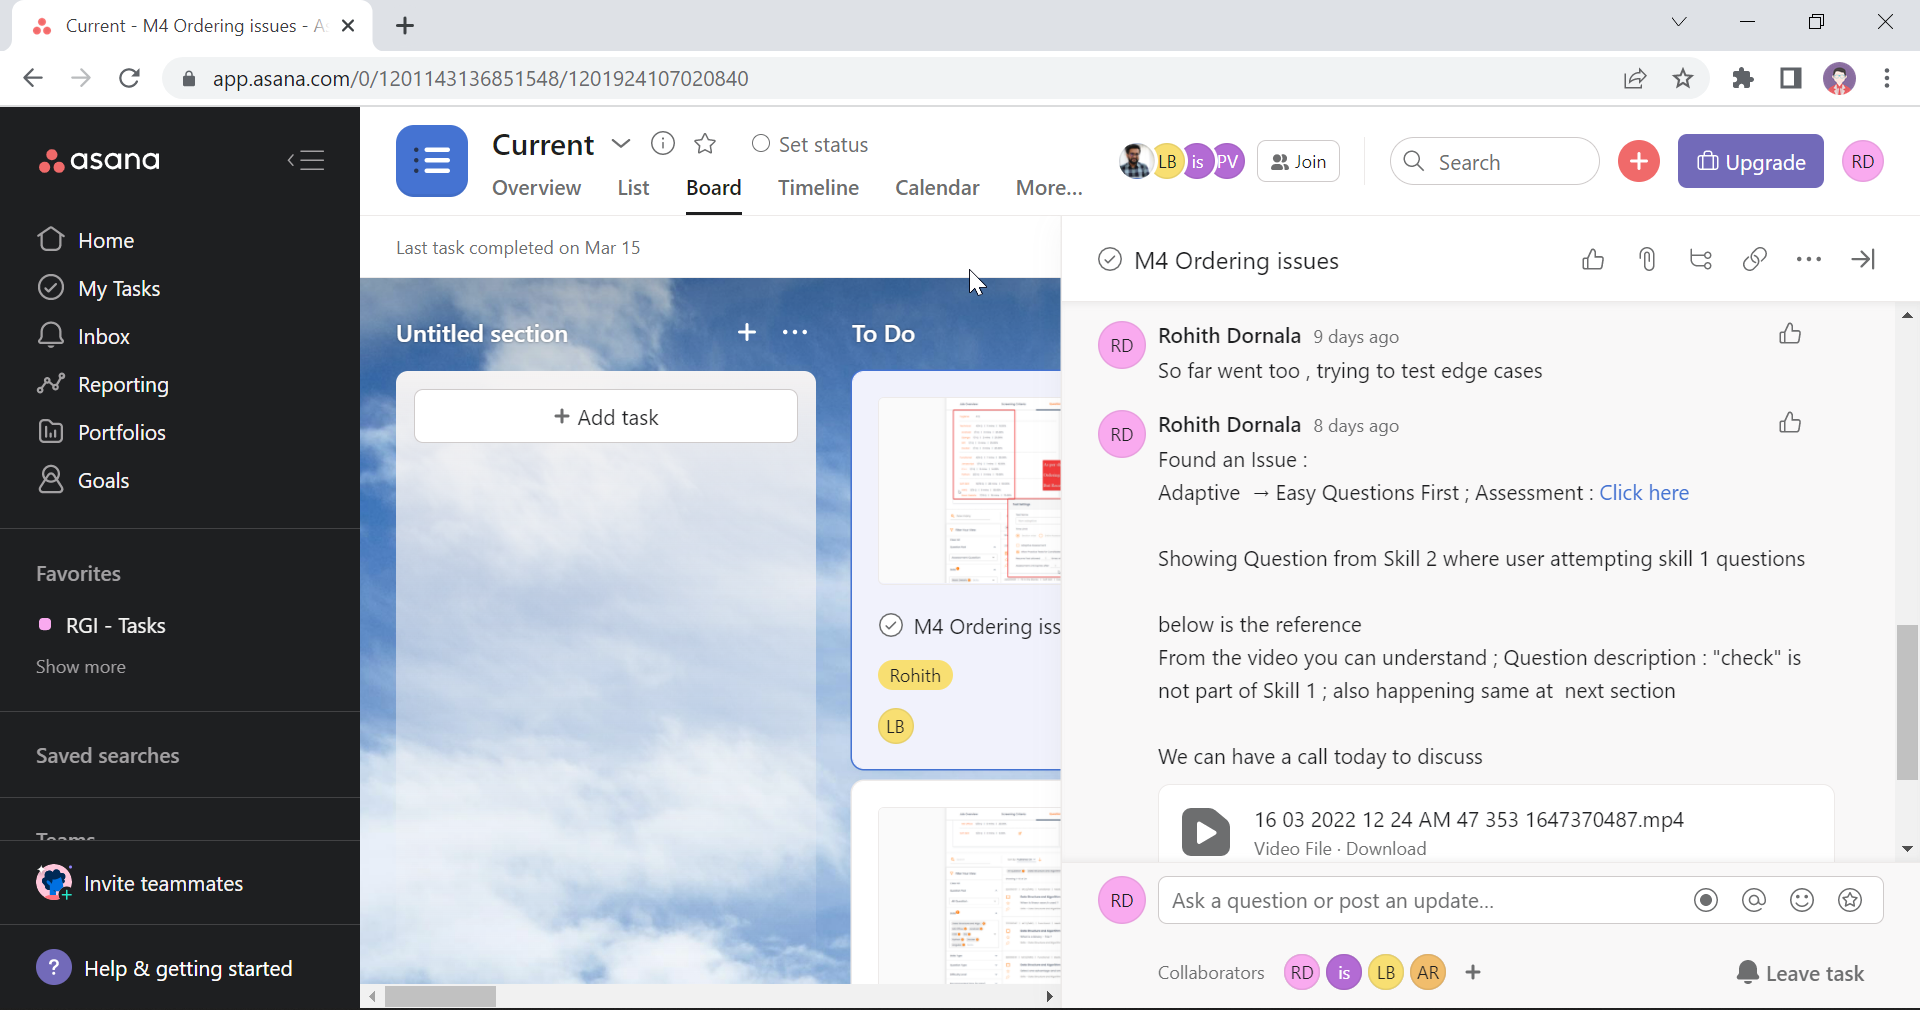 Current - M4 Ordering issues - A
app.asana.com/0/1201143136851548/1201924107020840
asana
Home
My Tasks
Inbox
Reporting
Portfolios
Goals
Favorites
RGI - Tasks
Show more
Saved searches
Teams
Invite teammates
? Help & getting started
Current
Set status
Overview List Board Timeline Calendar More...
LB is PV
Join
Search
Upgrade
RD
Last task completed on Mar 15
Untitled section
+ Add task
To Do
M4 Ordering iss
Rohith
LB
M4 Ordering issues
RD
Rohith Dornala 9 days ago
So far went too , trying to test edge cases
RD
Rohith Dornala 8 days ago
Found an Issue :
Adaptive → Easy Questions First ; Assessment : Click here
Showing Question from Skill 2 where user attempting skill 1 questions
below is the reference
From the video you can understand ; Question description : "check" is
not part of Skill 1 ; also happening same at next section
We can have a call today to discuss
16 03 2022 12 24 AM 47 353 1647370487.mp4
Video File · Download
RD
Ask a question or post an update...
Collaborators RD is LB AR +
Leave task